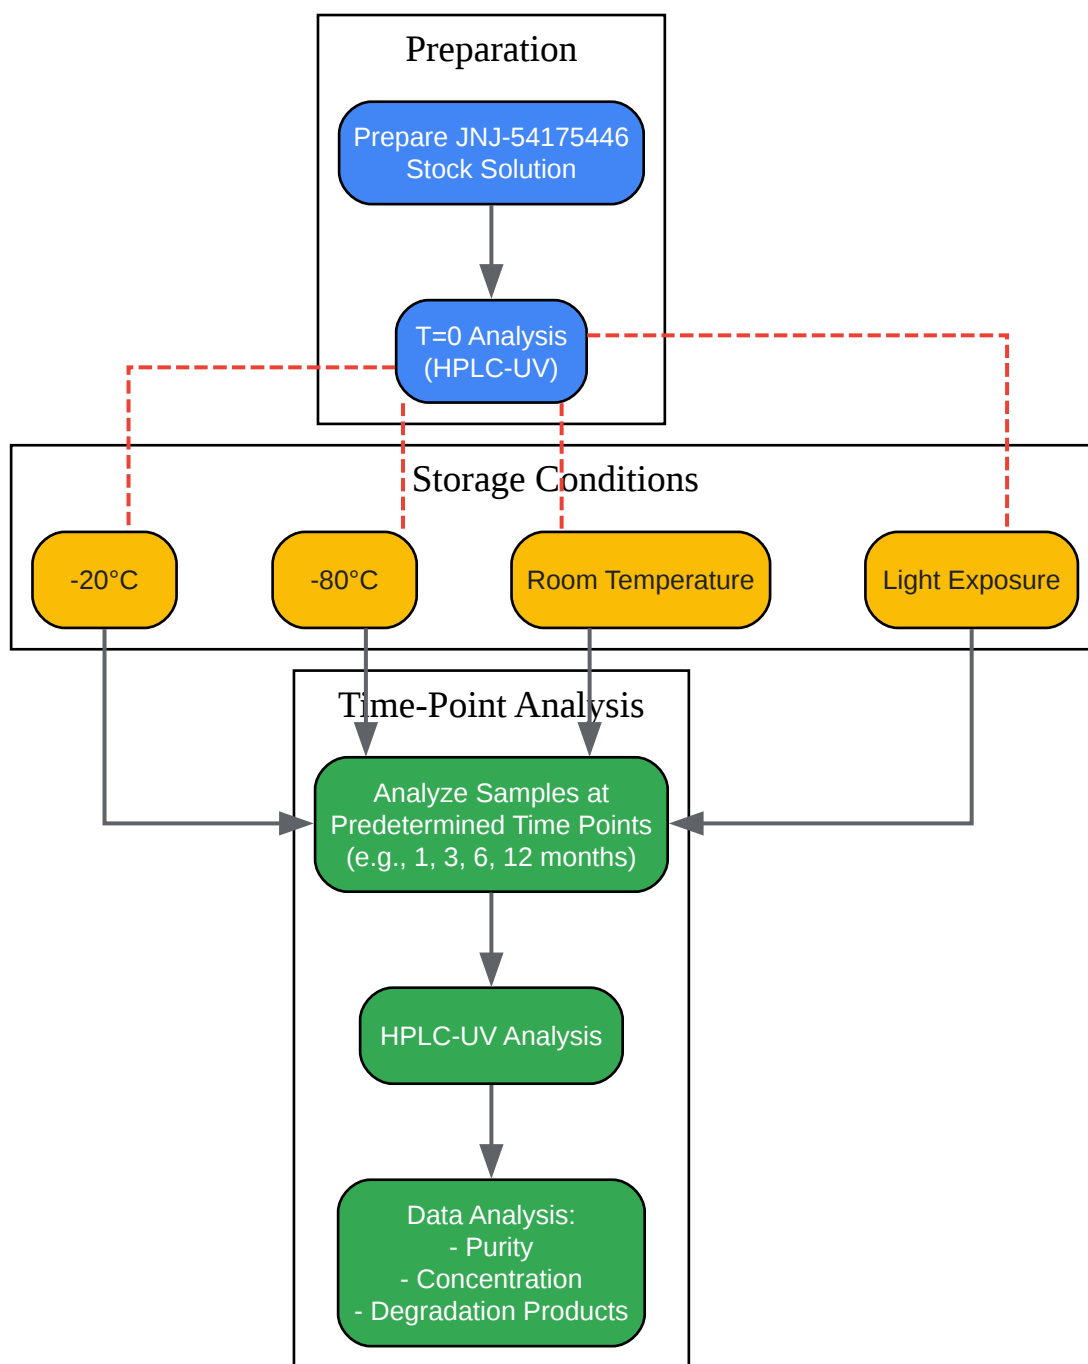 Preparation
Prepare JNJ-54175446
Stock Solution
T=0 Analysis
(HPLC-UV)
Storage Conditions
-20°C
-80°C
Room Temperature
Light Exposure
Time-Point Analysis
Analyze Samples at
Predetermined Time Points
(e.g., 1, 3, 6, 12 months)
HPLC-UV Analysis
Data Analysis:
- Purity
- Concentration
- Degradation Products